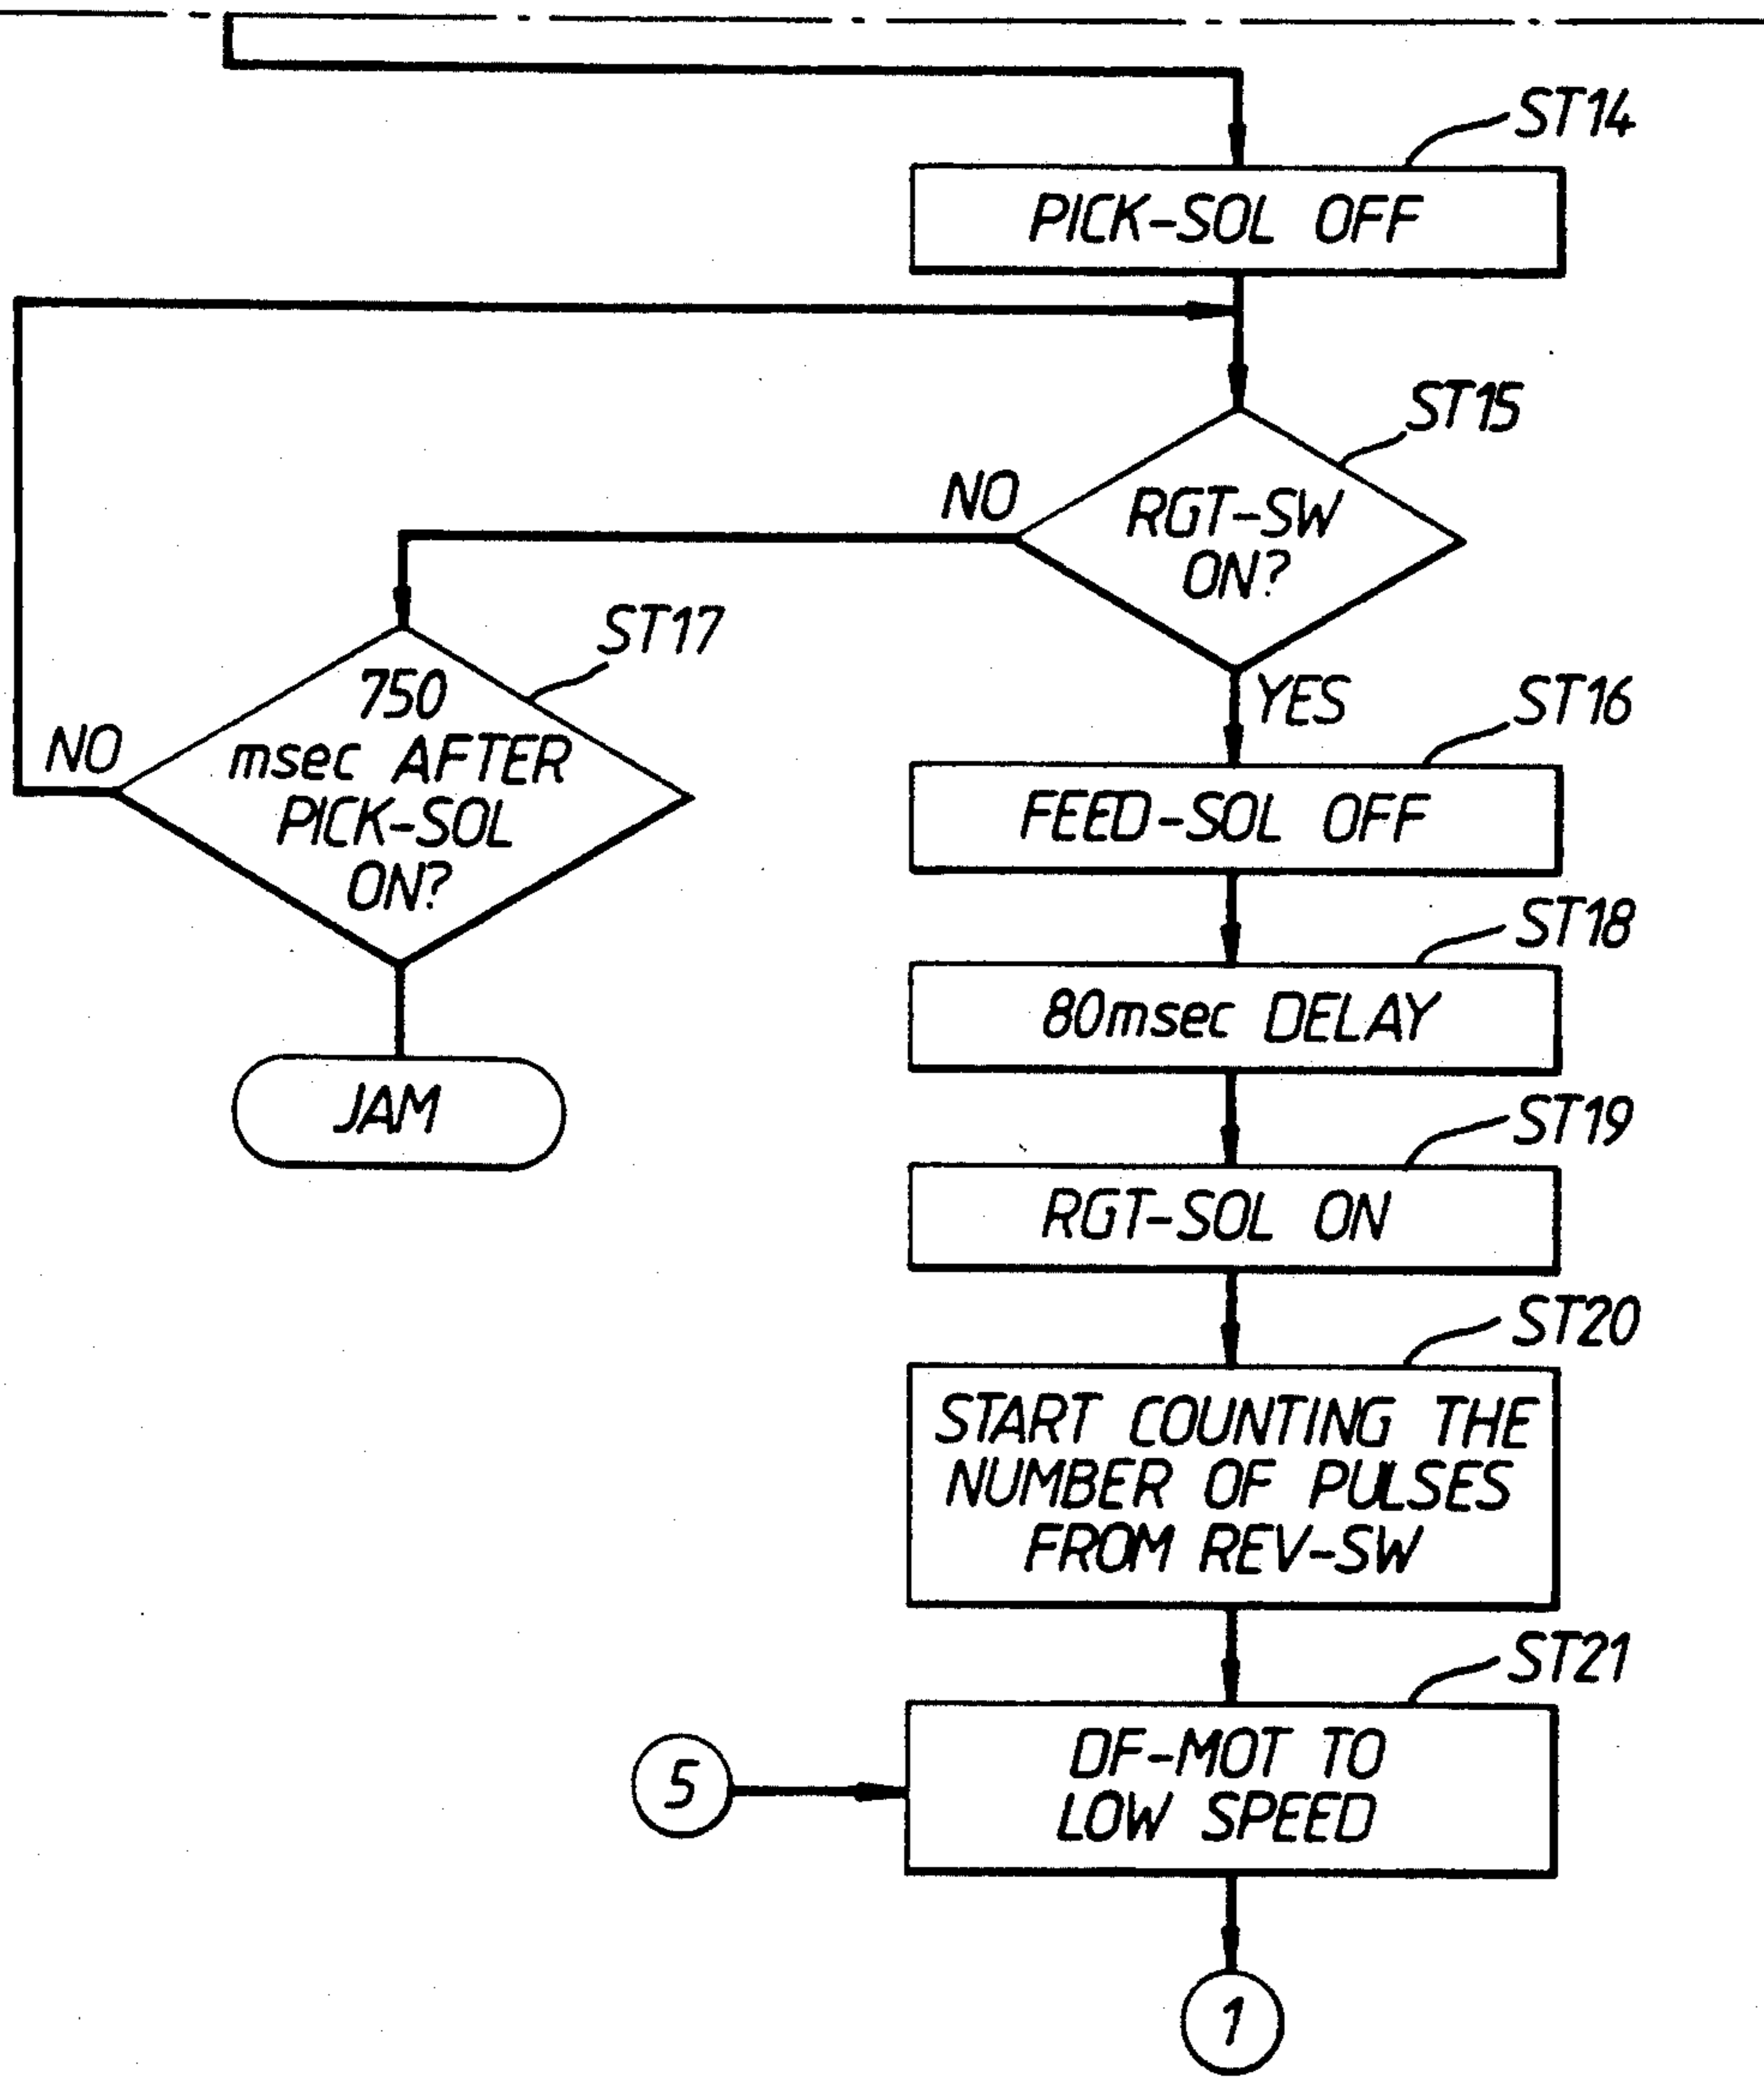 ST14
PICK-SOL OFF
ST15
NO
RGT-SW
ON?
YES
ST17
750
msec AFTER
PICK-SOL
ON?
NO
JAM
ST16
FEED-SOL OFF
ST18
80msec DELAY
ST19
RGT-SOL ON
ST20
START COUNTING THE
NUMBER OF PULSES
FROM REV-SW
ST21
DF-MOT TO
LOW SPEED
5
1